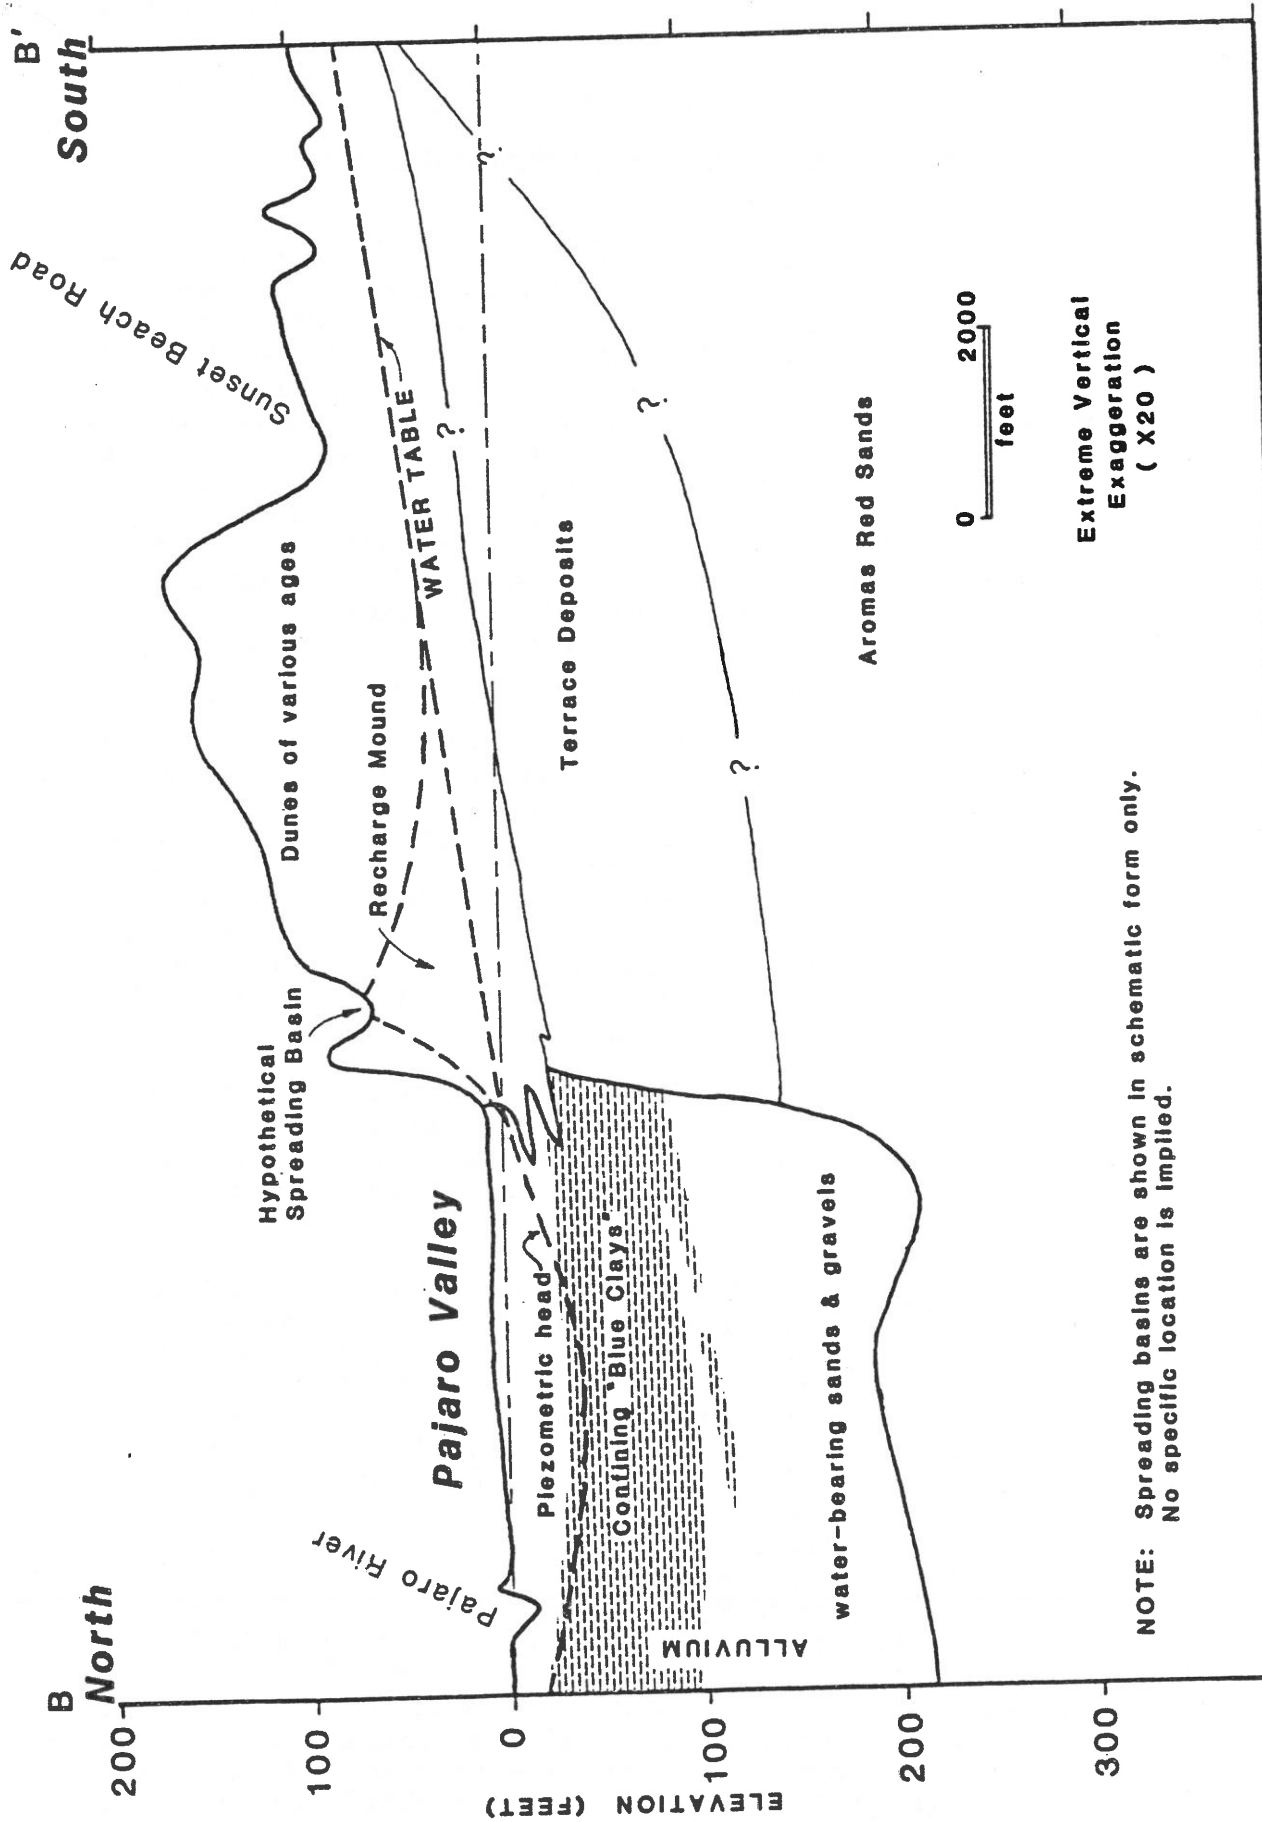 B
North
B'
South
Sunset Beach Road
Pajaro River
Pajaro Valley
Hypothetical
Spreading Basin
Recharge Mound
Dunes of various ages
WATER TABLE
?
?
?
?
Piezometric head
Confining "Blue Clays"
Terrace Deposits
ALLUVIUM
water-bearing sands & gravels
Aromas Red Sands
200
100
0
100
200
300
ELEVATION (FEET)
0 2000
feet
Extreme Vertical
Exaggeration
( X20 )
NOTE: Spreading basins are shown in schematic form only.
No specific location is implied.